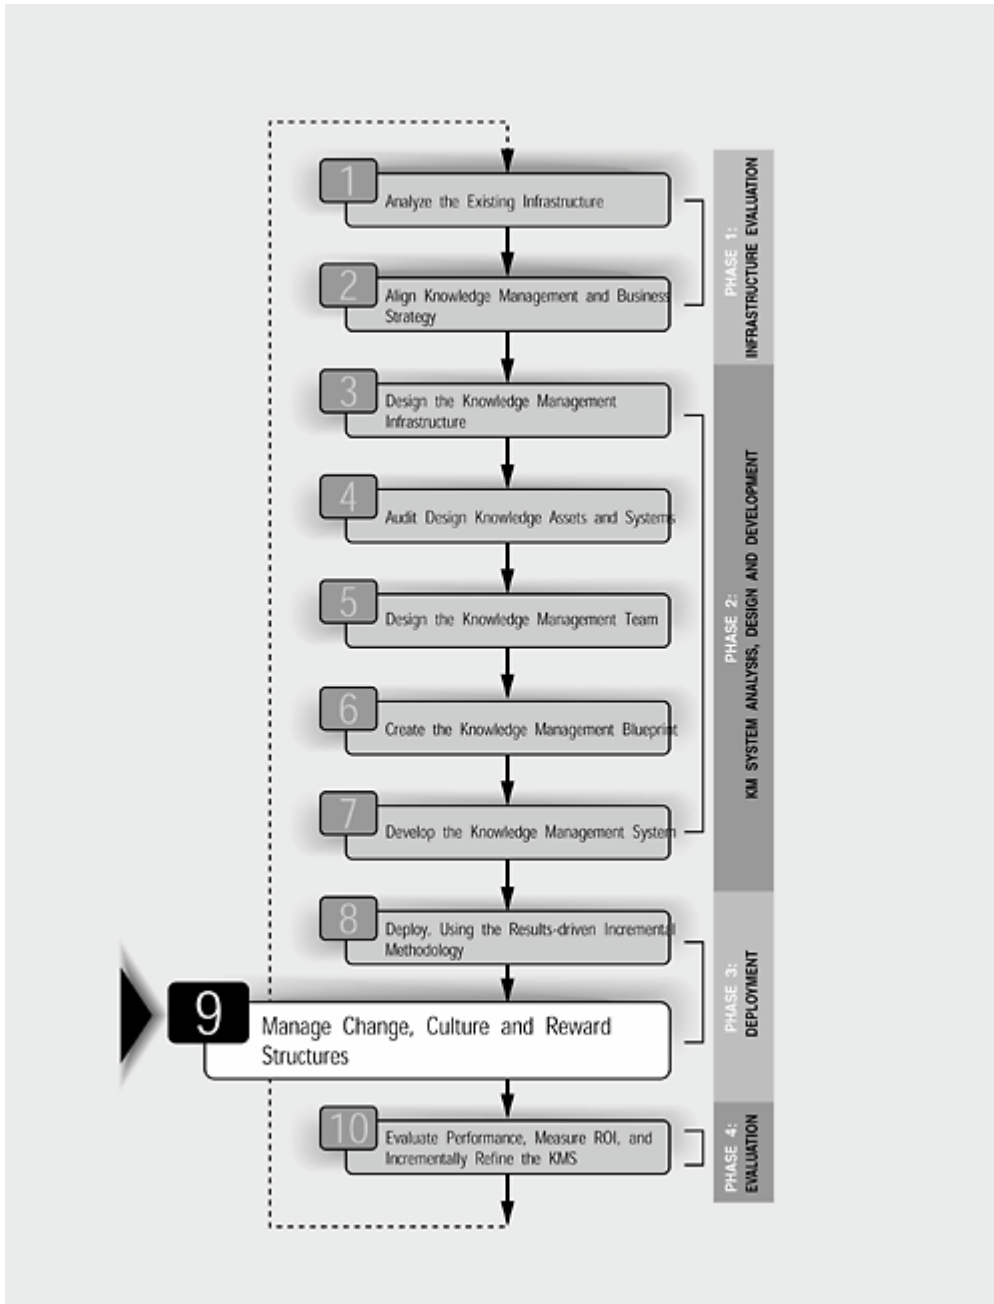 1
Analyze the Existing Infrastructure
2
Align Knowledge Management and Business
Strategy
3
Design the Knowledge Management
Infrastructure
4
Audit Design Knowledge Assets and Systems
5
Design the Knowledge Management Team
6
Create the Knowledge Management Blueprint
7
Develop the Knowledge Management System
8
Deploy, Using the Results-driven Incremental
Methodology
9
Manage Change, Culture and Reward
Structures
10
Evaluate Performance, Measure ROI, and
Incrementally Refine the KMS
PHASE 1:
INFRASTRUCTURE EVALUATION
PHASE 2:
KM SYSTEM ANALYSIS, DESIGN AND DEVELOPMENT
PHASE 3:
DEPLOYMENT
PHASE 4:
EVALUATION